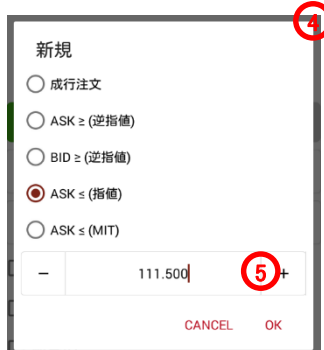 ④
新規
成行注文
ASK ≥ (逆指値)
BID ≥ (逆指値)
ASK ≤ (指値)
ASK ≤ (MIT)
− 111.500 ⑤ +
CANCEL OK